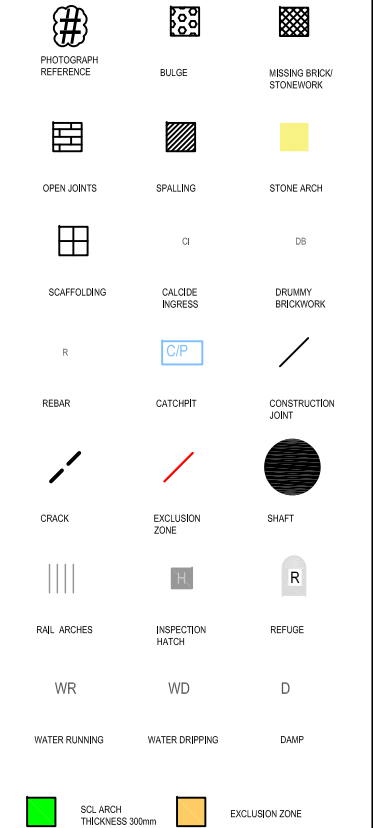 #
PHOTOGRAPH
REFERENCE
BULGE
MISSING BRICK/
STONEWORK
OPEN JOINTS
SPALLING
STONE ARCH
SCAFFOLDING
CI
CALCIDE
INGRESS
DB
DRUMMY
BRICKWORK
R
REBAR
C/P
CATCHPIT
CONSTRUCTION
JOINT
CRACK
EXCLUSION
ZONE
SHAFT
RAIL ARCHES
H
INSPECTION
HATCH
R
REFUGE
WR
WATER RUNNING
WD
WATER DRIPPING
D
DAMP
SCL ARCH
THICKNESS 300mm
EXCLUSION ZONE